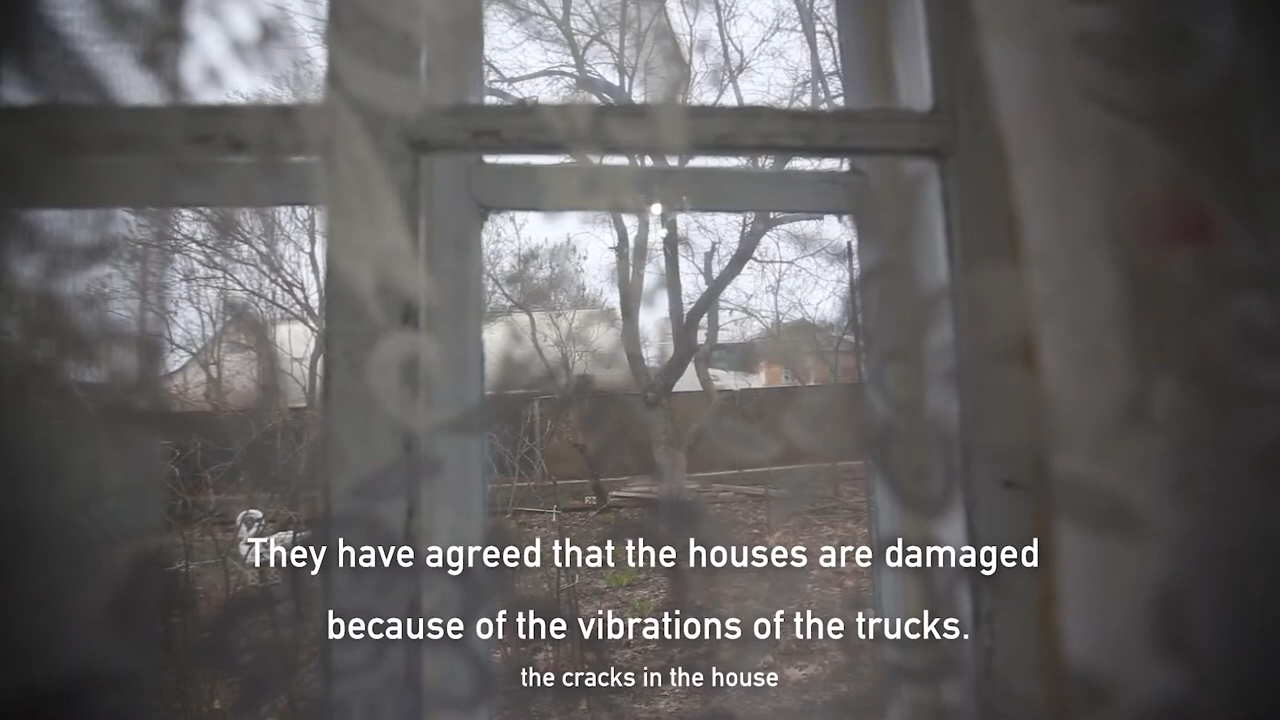 They have agreed that the houses are damaged
because of the vibrations of the trucks.
the cracks in the house